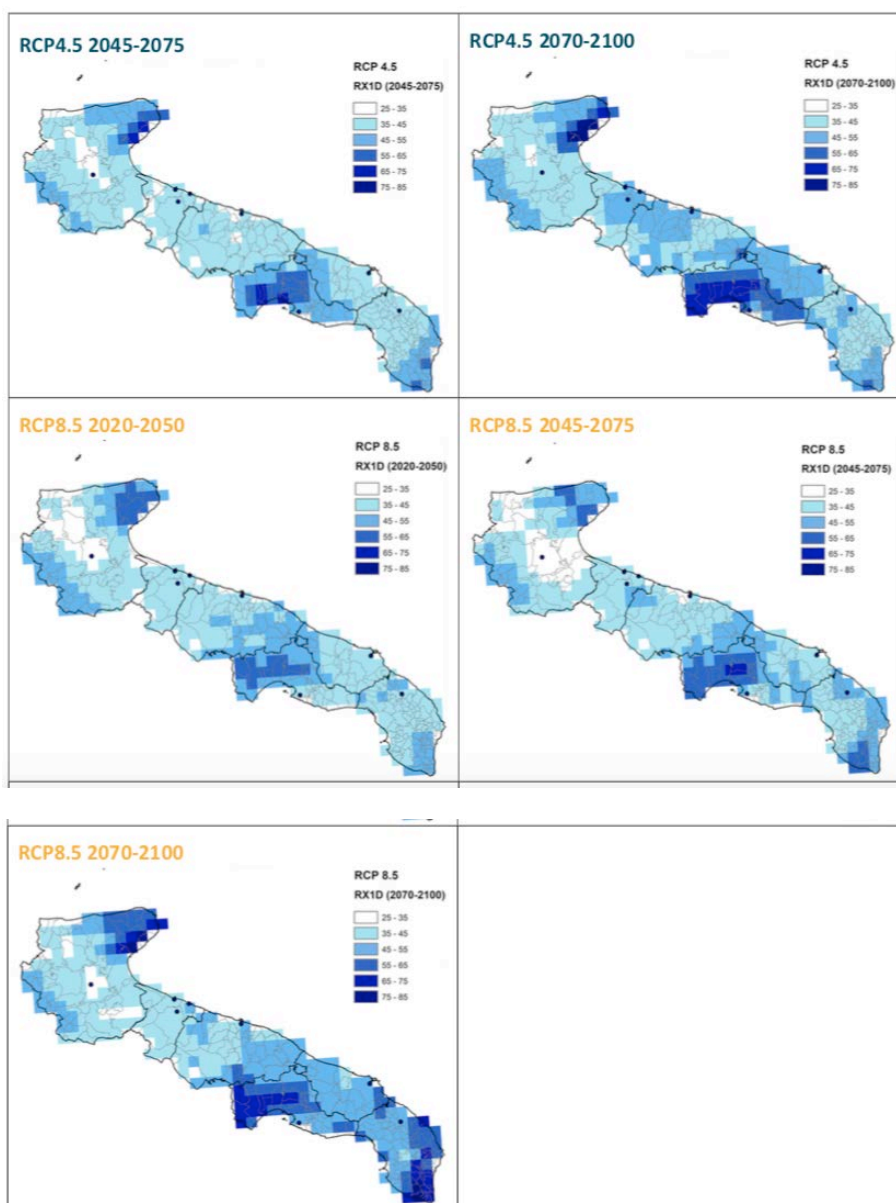 RCP4.5 2045-2075
RCP 4.5
RX1D (2045-2075)
25 - 35
35 - 45
45 - 55
55 - 65
65 - 75
75 - 85
RCP4.5 2070-2100
RCP 4.5
RX1D (2070-2100)
25 - 35
35 - 45
45 - 55
55 - 65
65 - 75
75 - 85
RCP8.5 2020-2050
RCP 8.5
RX1D (2020-2050)
25 - 35
35 - 45
45 - 55
55 - 65
65 - 75
75 - 85
RCP8.5 2045-2075
RCP 8.5
RX1D (2045-2075)
25 - 35
35 - 45
45 - 55
55 - 65
65 - 75
75 - 85
RCP8.5 2070-2100
RCP 8.5
RX1D (2070-2100)
25 - 35
35 - 45
45 - 55
55 - 65
65 - 75
75 - 85